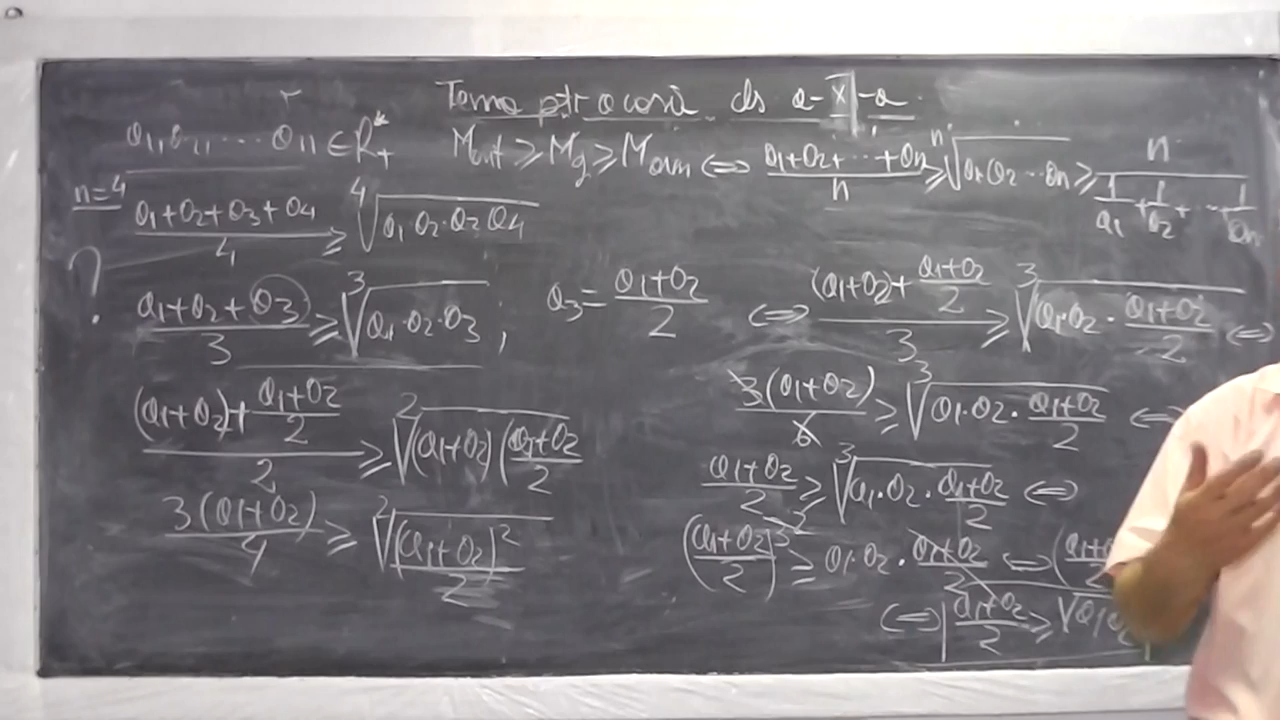 Tema ptr acasă ds a-X-a
a₁, a₂, ... a₁₁ ∈ R₊*
M ≥ Mg ≥ Marm ⇔ (a₁+a₂+...+aₙ)/n ≥ ⁿ√(a₁·a₂...aₙ) ≥ n/(1/a₁+1/a₂+...+1/aₙ)
n=4
(a₁+a₂+a₃+a₄)/4 ≥ ⁴√(a₁·a₂·a₂·a₄)
?
(a₁+a₂+a₃)/3 ≥ ³√(a₁·a₂·a₃) ; a₃ = (a₁+a₂)/2 ⇔ ((a₁+a₂)+(a₁+a₂)/2)/3 ≥ ³√(a₁·a₂·(a₁+a₂)/2) ⇔
((a₁+a₂)+(a₁+a₂)/2)/2 ≥ ²√((a₁+a₂)((a₁+a₂)/2
3(a₁+a₂)/4 ≥ ²√((a₁+a₂)²/2)
3(a₁+a₂)/6 ≥ ³√(a₁·a₂·(a₁+a₂)/2) ⇔
(a₁+a₂)/2 ≥ ³√(a₁·a₂·(a₁+a₂)/2) ⇔
((a₁+a₂)/2)³ ≥ a₁·a₂·(a₁+a₂)/2 ⇔
⇔ (a₁+a₂)/2 ≥ √